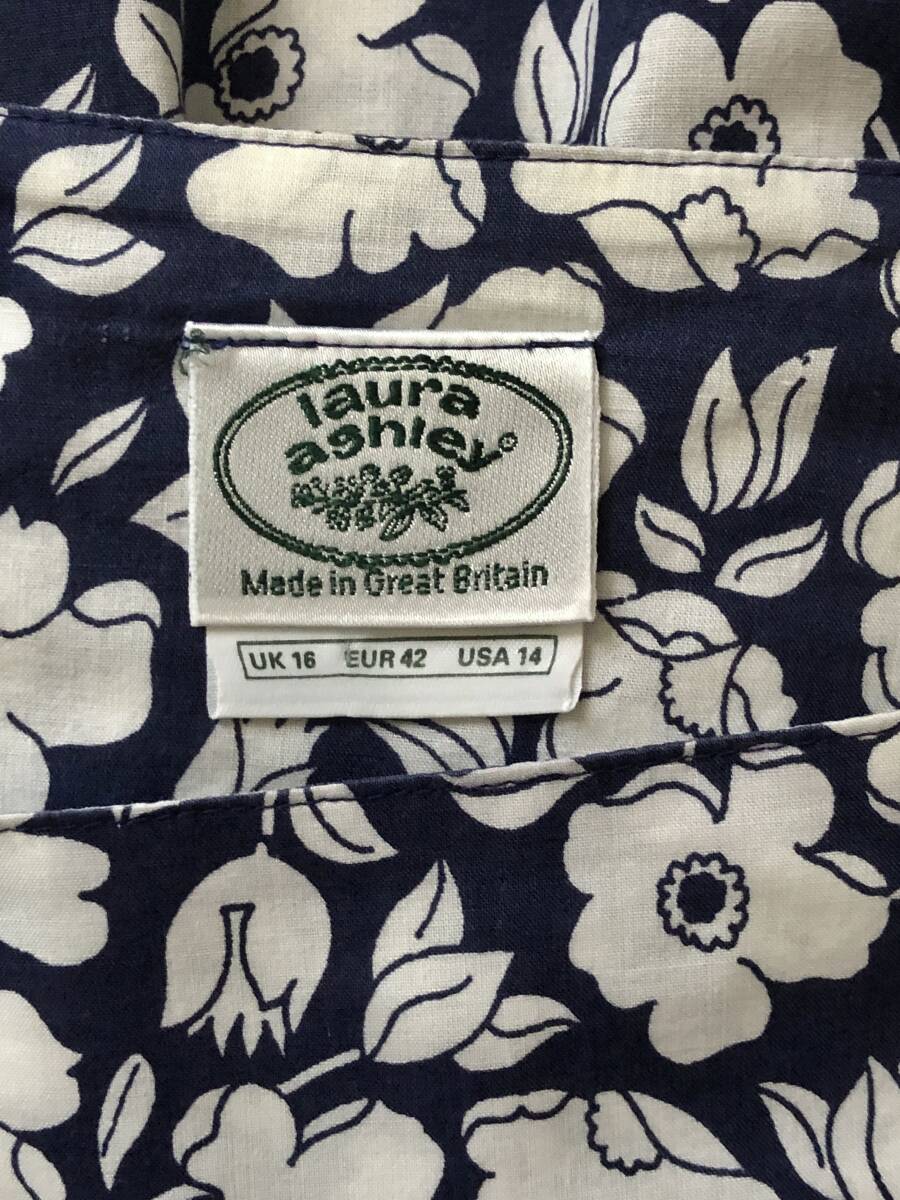 laura
ashley®
Made in Great Britain
UK 16 EUR 42 USA 14